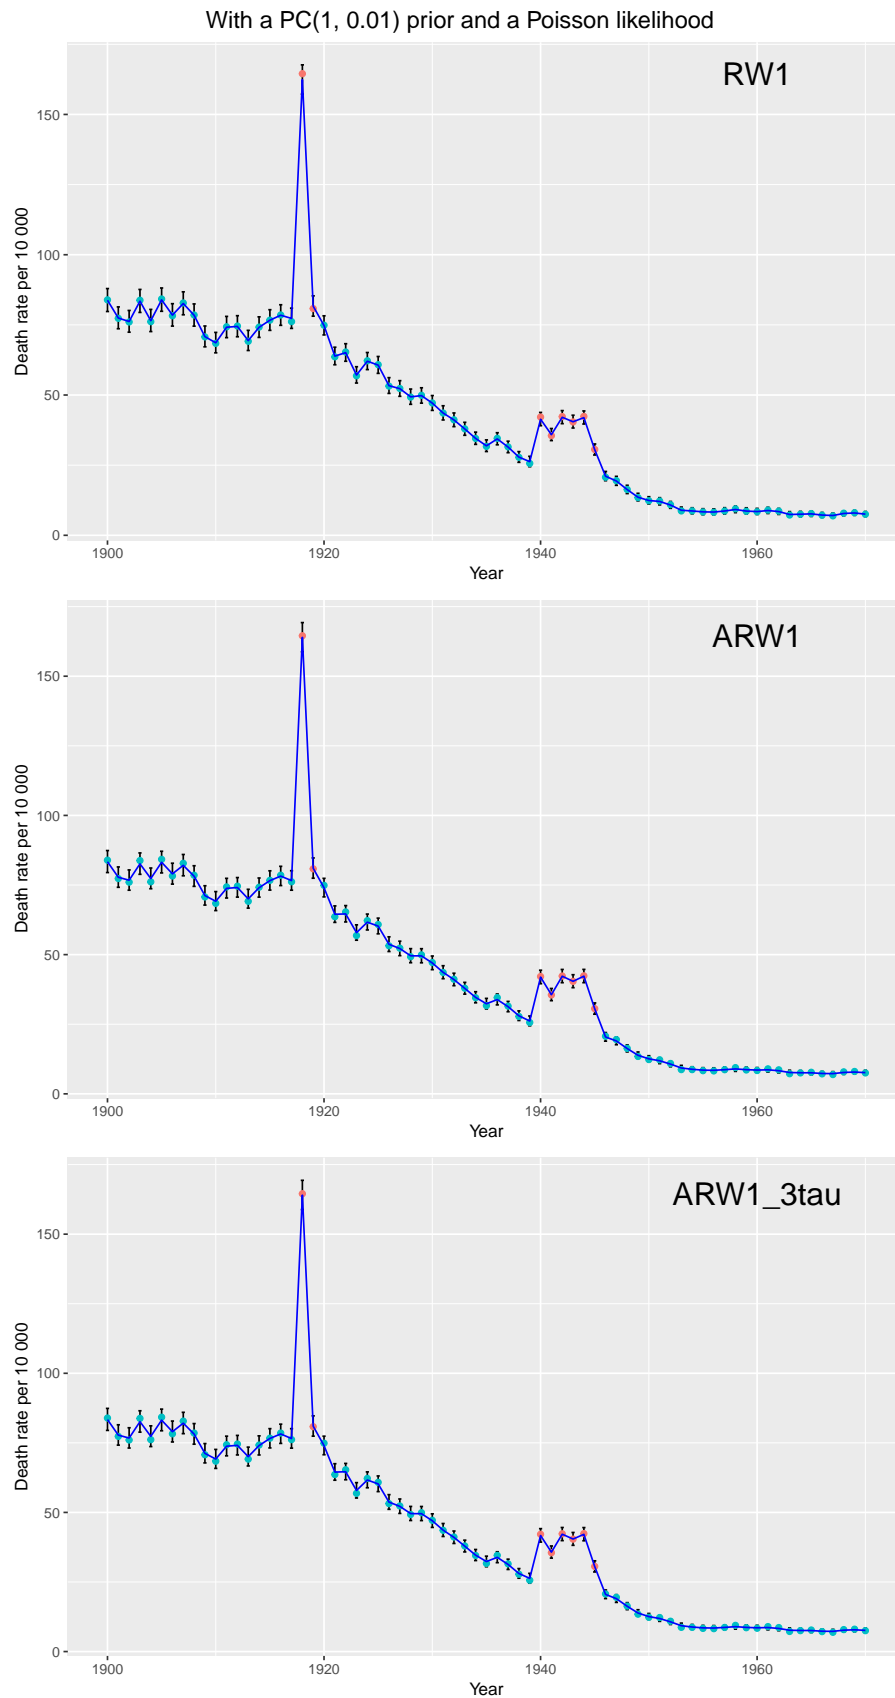 With a PC(1, 0.01) prior and a Poisson likelihood
RW1
150
100
50
0
Death rate per 10 000
1900
1920
1940
1960
Year
ARW1
150
100
50
0
Death rate per 10 000
1900
1920
1940
1960
Year
ARW1_3tau
150
100
50
0
Death rate per 10 000
1900
1920
1940
1960
Year